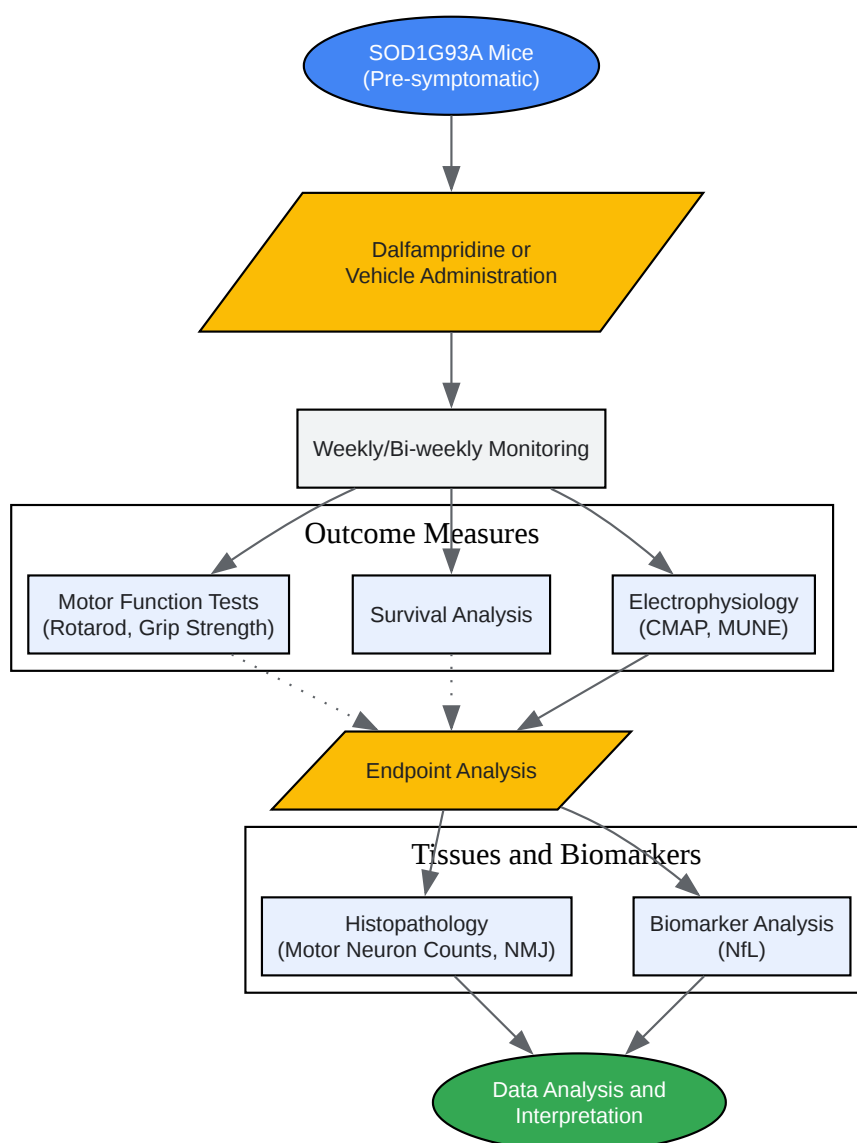 SOD1G93A Mice
(Pre-symptomatic)
Dalfampridine or
Vehicle Administration
Weekly/Bi-weekly Monitoring
Outcome Measures
Motor Function Tests
(Rotarod, Grip Strength)
Survival Analysis
Electrophysiology
(CMAP, MUNE)
Endpoint Analysis
Tissues and Biomarkers
Histopathology
(Motor Neuron Counts, NMJ)
Biomarker Analysis
(NfL)
Data Analysis and
Interpretation